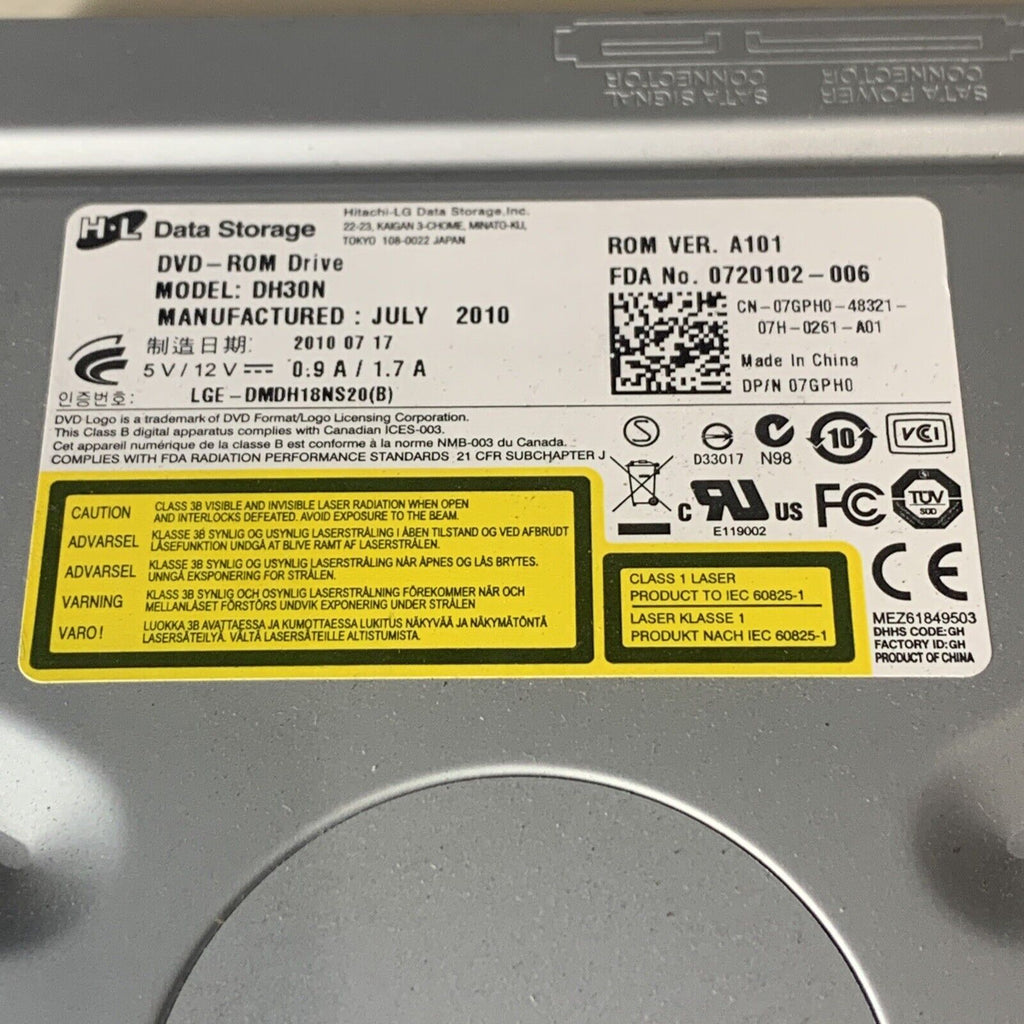 SATA SIGNAL CONNECTOR
SATA POWER CONNECTOR
H·L Data Storage
Hitachi-LG Data Storage, Inc.
22-23, KAIGAN 3-CHOME, MINATO-KU,
TOKYO 108-0022 JAPAN
DVD-ROM Drive
MODEL: DH30N
MANUFACTURED : JULY 2010
制造日期: 2010 07 17
5 V / 12 V 0.9 A / 1.7 A
인증번호: LGE-DMDH18NS20(B)
ROM VER. A101
FDA No. 0720102-006
CN-07GPH0-48321-
07H-0261-A01
Made In China
DP/N 07GPH0
DVD Logo is a trademark of DVD Format/Logo Licensing Corporation.
This Class B digital apparatus complies with Canadian ICES-003.
Cet appareil numérique de la classe B est conforme à la norme NMB-003 du Canada.
COMPLIES WITH FDA RADIATION PERFORMANCE STANDARDS 21 CFR SUBCHAPTER J
S
D33017
N98
10
VCI
C RU US
E119002
FC
TUV
SUD
CE
CAUTION CLASS 3B VISIBLE AND INVISIBLE LASER RADIATION WHEN OPEN
AND INTERLOCKS DEFEATED. AVOID EXPOSURE TO THE BEAM.
ADVARSEL KLASSE 3B SYNLIG OG USYNLIG LASERSTRÅLING I ÅBEN TILSTAND OG VED AFBRUDT
LÅSEFUNKTION UNDGÅ AT BLIVE RAMT AF LASERSTRÅLEN.
ADVARSEL KLASSE 3B SYNLIG OG USYNLIG LASERSTRÅLING NÅR ÅPNES OG LÅS BRYTES.
UNNGÅ EKSPONERING FOR STRÅLEN.
VARNING KLASS 3B SYNLIG OCH OSYNLIG LASERSTRÅLNING FÖREKOMMER NÄR OCH
MELLANLÅSET FÖRSTÖRS UNDVIK EXPONERING UNDER STRÅLEN
VARO! LUOKKA 3B AVATTAESSA JA KUMOTTAESSA LUKITUS NÄKYVÄÄ JA NÄKYMÄTÖNTÄ
LASERSÄTEILYÄ. VÄLTÄ LASERSÄTEILLE ALTISTUMISTA.
CLASS 1 LASER
PRODUCT TO IEC 60825-1
LASER KLASSE 1
PRODUKT NACH IEC 60825-1
MEZ61849503
DHHS CODE:GH
FACTORY ID:GH
PRODUCT OF CHINA